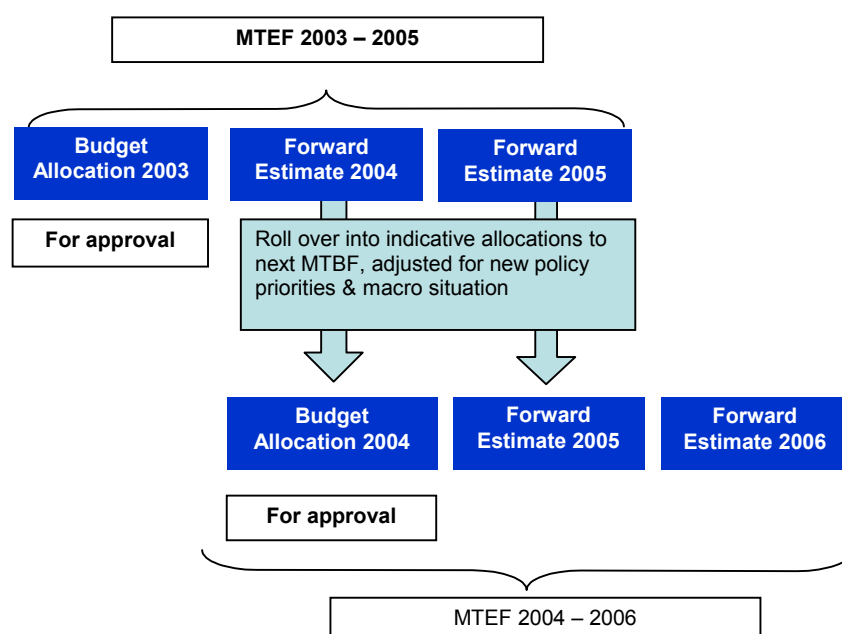 MTEF 2003 – 2005
Budget
Allocation 2003
Forward
Estimate 2004
Forward
Estimate 2005
For approval
Roll over into indicative allocations to
next MTBF, adjusted for new policy
priorities & macro situation
Budget
Allocation 2004
Forward
Estimate 2005
Forward
Estimate 2006
For approval
MTEF 2004 – 2006